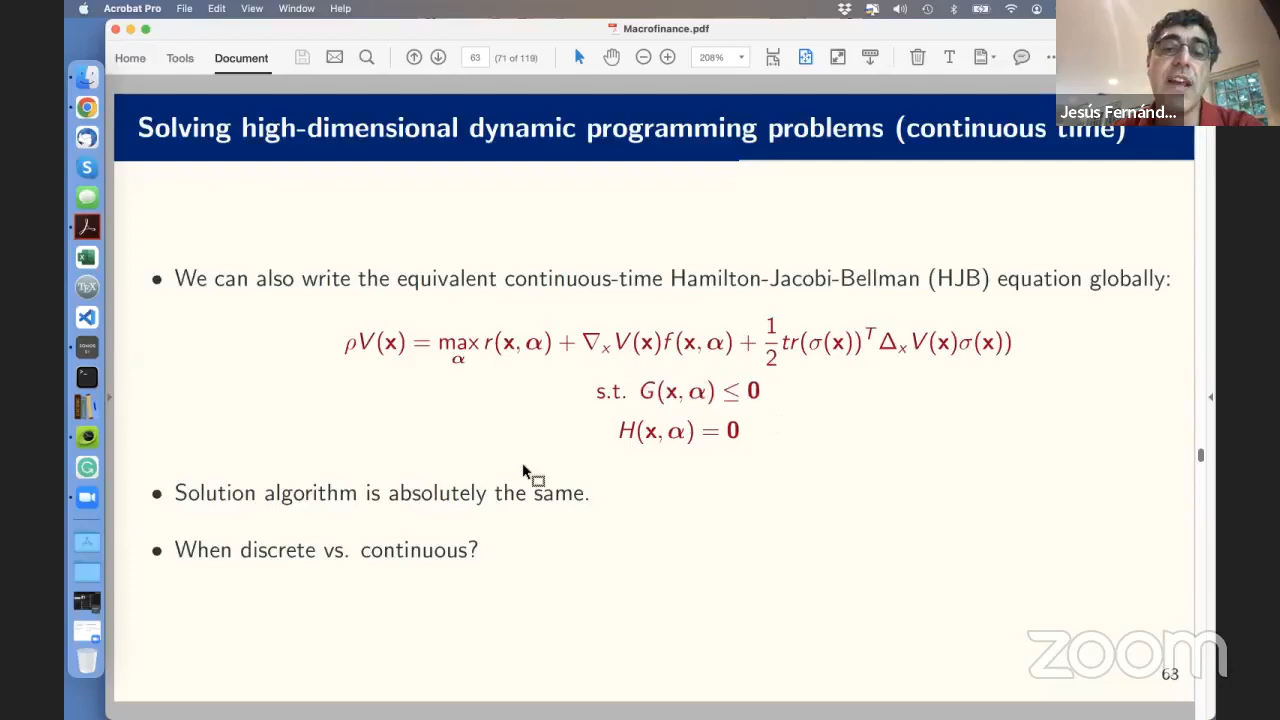 Acrobat Pro File Edit View Window Help
Macrofinance.pdf
Home Tools Document 63 (71 of 119) 208%
Jesús Fernánd...
Solving high-dimensional dynamic programming problems (continuous time)
• We can also write the equivalent continuous-time Hamilton-Jacobi-Bellman (HJB) equation globally:
ρV(x) = max_α r(x, α) + ∇ₓV(x)f(x, α) + 1/2 tr(σ(x))ᵀΔₓV(x)σ(x))
s.t. G(x, α) ≤ 0
H(x, α) = 0
• Solution algorithm is absolutely the same.
• When discrete vs. continuous?
zoom
63